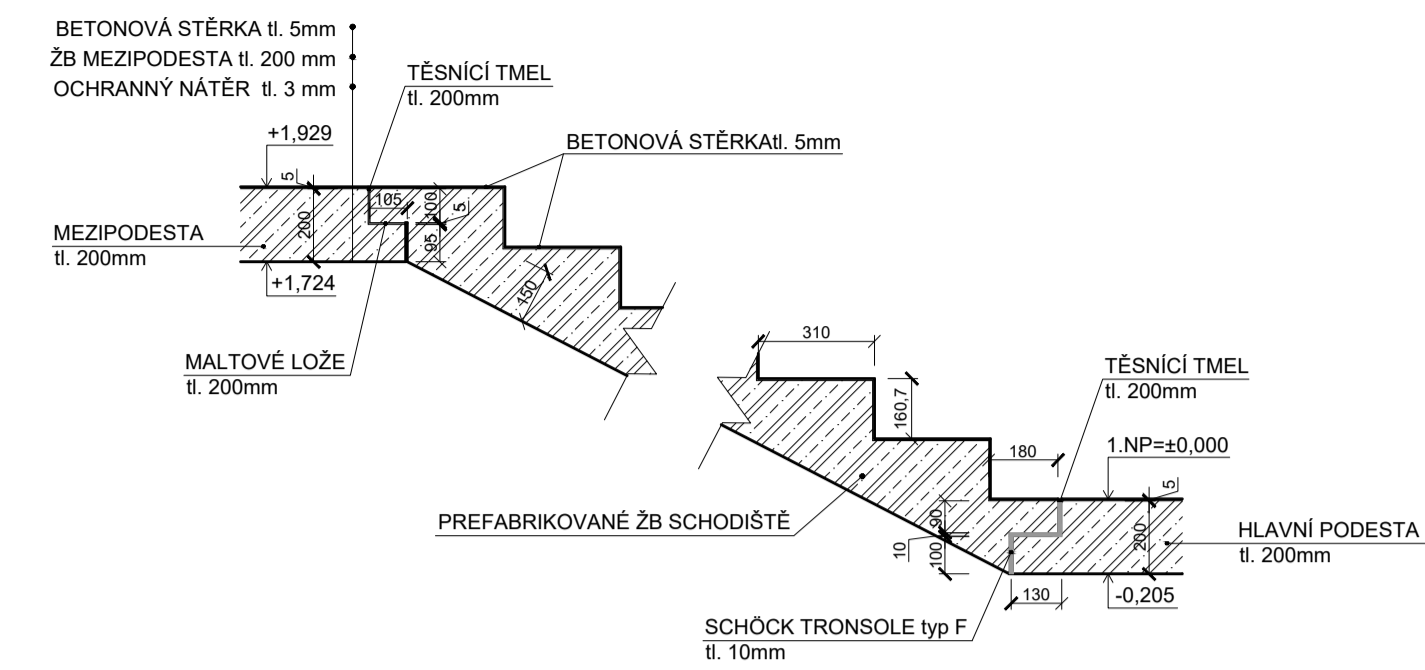 BETONOVÁ STĚRKA tl. 5mm
ŽB MEZIPODESTA tl. 200 mm
OCHRANNÝ NÁTĚR tl. 3 mm
TĚSNÍCÍ TMEL
tl. 200mm
+1,929
BETONOVÁ STĚRKAtl. 5mm
5
105
100
5
200
95
MEZIPODESTA
tl. 200mm
+1,724
150
MALTOVÉ LOŽE
tl. 200mm
310
TĚSNÍCÍ TMEL
tl. 200mm
160,7
180
1.NP=±0,000
5
PREFABRIKOVANÉ ŽB SCHODIŠTĚ
90
10
100
200
HLAVNÍ PODESTA
tl. 200mm
130
-0,205
SCHÖCK TRONSOLE typ F
tl. 10mm